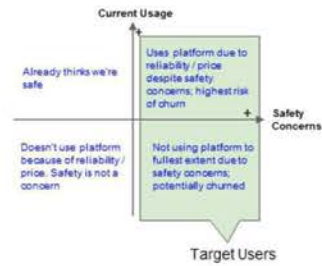 Current Usage
+
Uses platform due to
reliability / price
despite safety
concerns; highest risk
of churn
Already thinks we're
safe
+
Safety
Concerns
Doesn't use platform
because of reliability /
price. Safety is not a
concern
Not using platform to
fullest extent due to
safety concerns;
potentially churned
Target Users